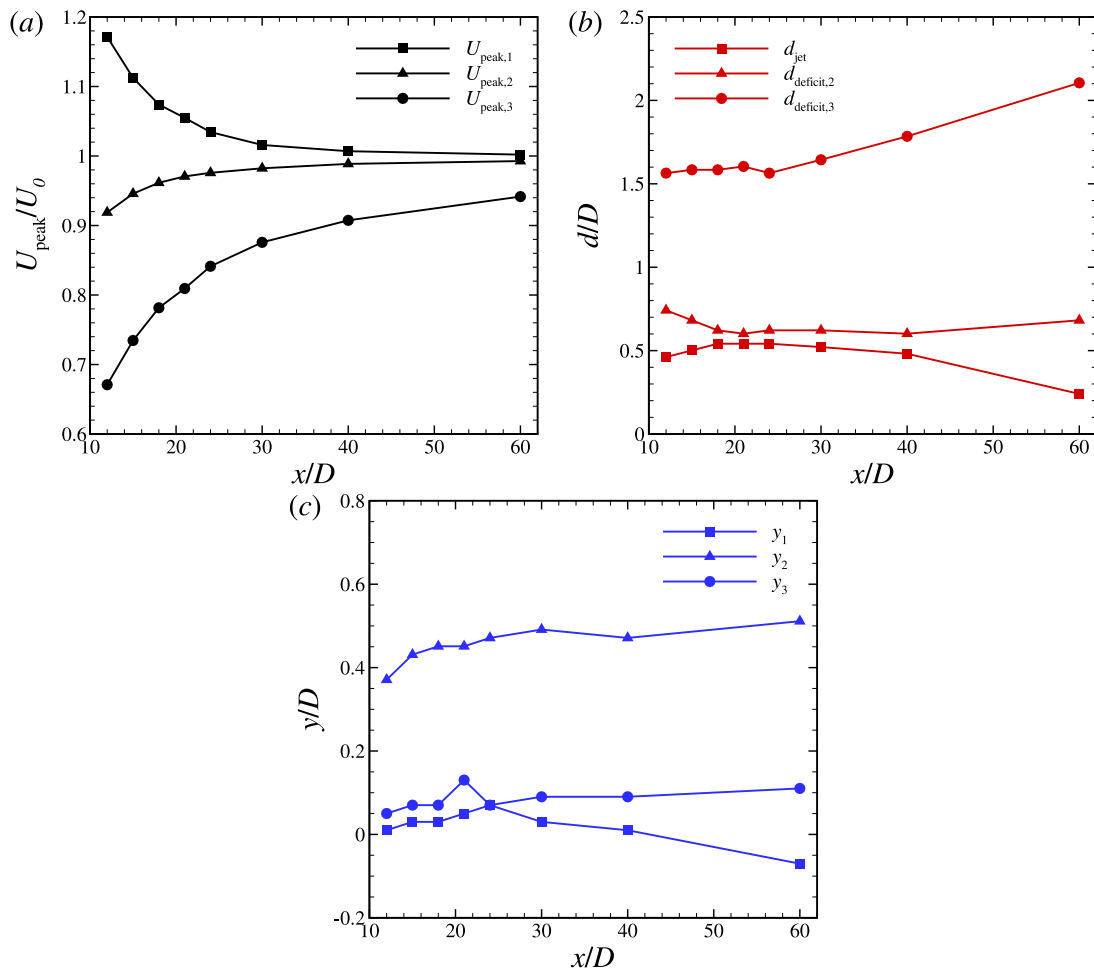 (a)
1.2
1.1
1
0.9
0.8
0.7
0.6
U_peak/U_0
10 20 30 40 50 60
x/D
U_peak,1
U_peak,2
U_peak,3
(b)
2.5
2
1.5
1
0.5
0
d/D
10 20 30 40 50 60
x/D
d_jet
d_deficit,2
d_deficit,3
(c)
0.8
0.6
0.4
0.2
0
-0.2
y/D
10 20 30 40 50 60
x/D
y_1
y_2
y_3